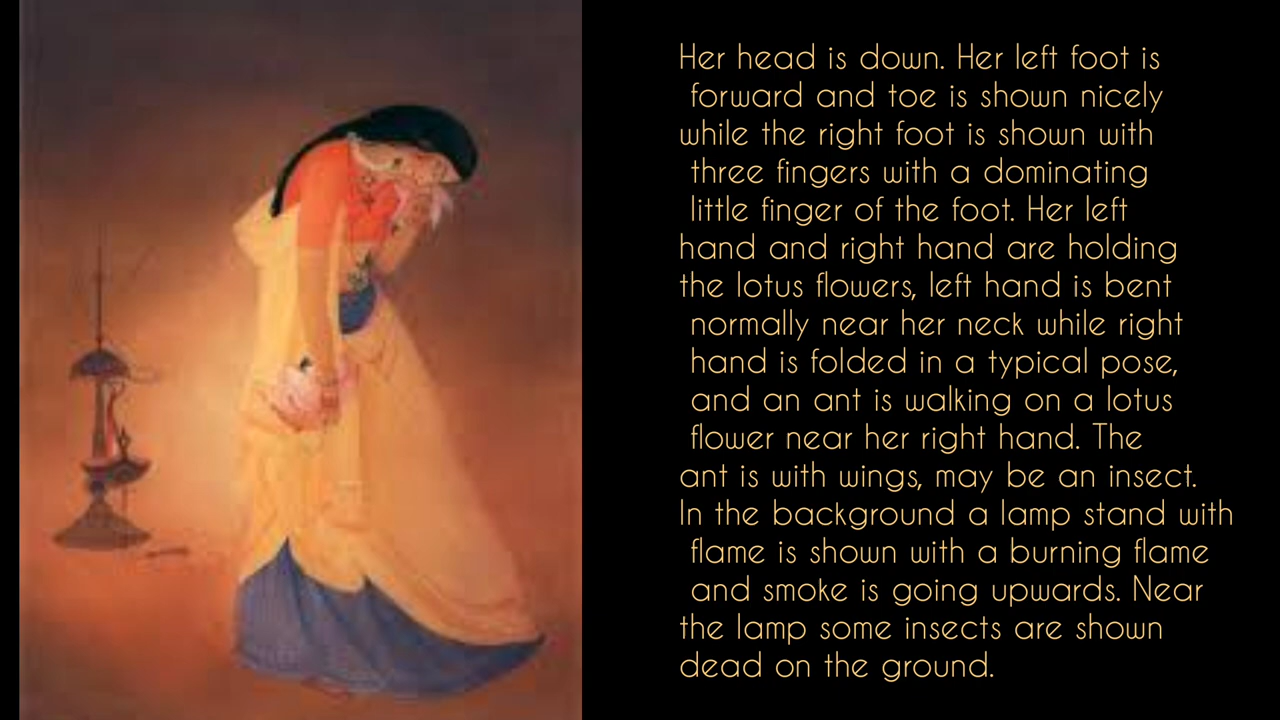 Her head is down. Her left foot is
forward and toe is shown nicely
while the right foot is shown with
three fingers with a dominating
little finger of the foot. Her left
hand and right hand are holding
the lotus flowers, left hand is bent
normally near her neck while right
hand is folded in a typical pose,
and an ant is walking on a lotus
flower near her right hand. The
ant is with wings, may be an insect.
In the background a lamp stand with
flame is shown with a burning flame
and smoke is going upwards. Near
the lamp some insects are shown
dead on the ground.